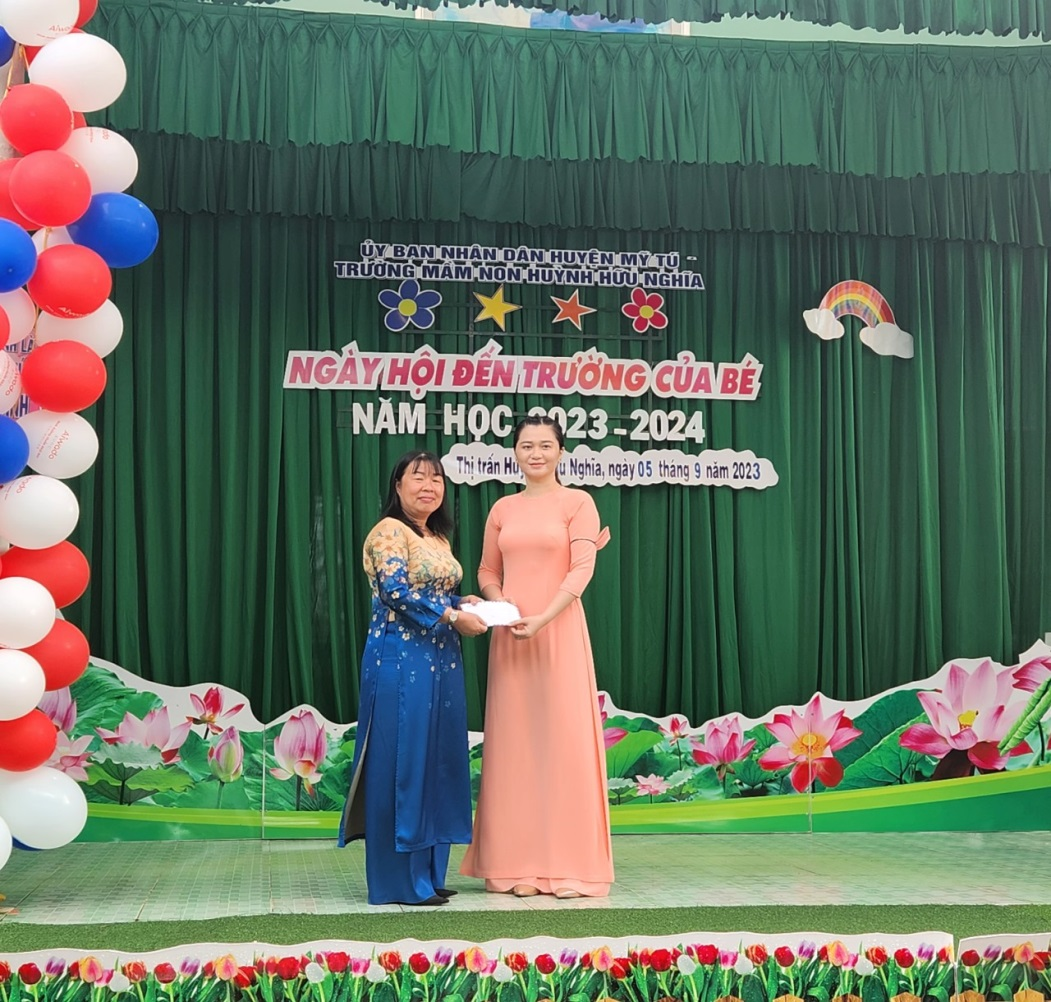 ỦY BAN NHÂN DÂN HUYỆN MỸ TÚ -
TRƯỜNG MẦM NON HUỲNH HỮU NGHĨA
NGÀY HỘI ĐẾN TRƯỜNG CỦA BÉ
NĂM HỌC 2023-2024
Thị trấn Nghĩa, ngày 05 tháng 9 năm 2023
Aiwado